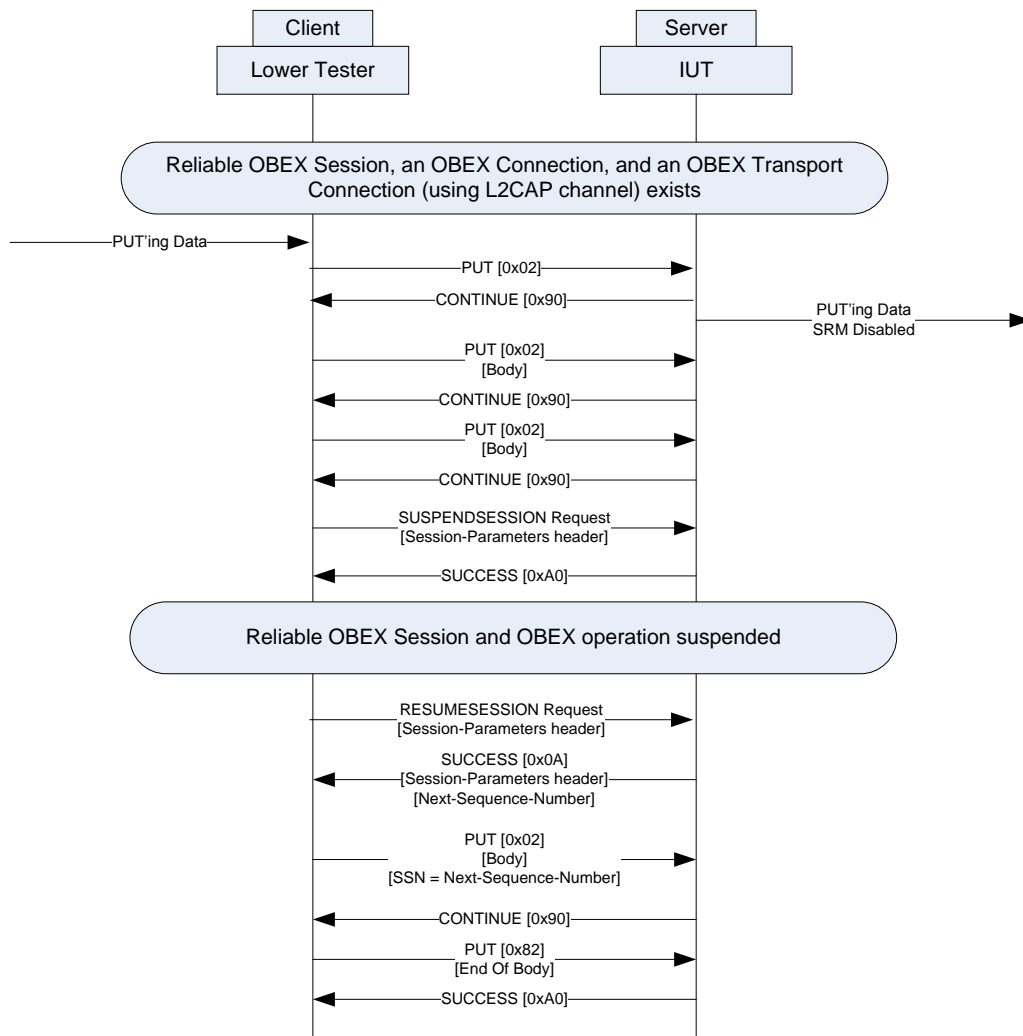 Client
Server
Lower Tester
IUT
Reliable OBEX Session, an OBEX Connection, and an OBEX Transport
Connection (using L2CAP channel) exists
PUT'ing Data
PUT [0x02]
CONTINUE [0x90]
PUT'ing Data
SRM Disabled
PUT [0x02]
[Body]
CONTINUE [0x90]
PUT [0x02]
[Body]
CONTINUE [0x90]
SUSPENDSESSION Request
[Session-Parameters header]
SUCCESS [0xA0]
Reliable OBEX Session and OBEX operation suspended
RESUMESESSION Request
[Session-Parameters header]
SUCCESS [0x0A]
[Session-Parameters header]
[Next-Sequence-Number]
PUT [0x02]
[Body]
[SSN = Next-Sequence-Number]
CONTINUE [0x90]
PUT [0x82]
[End Of Body]
SUCCESS [0xA0]